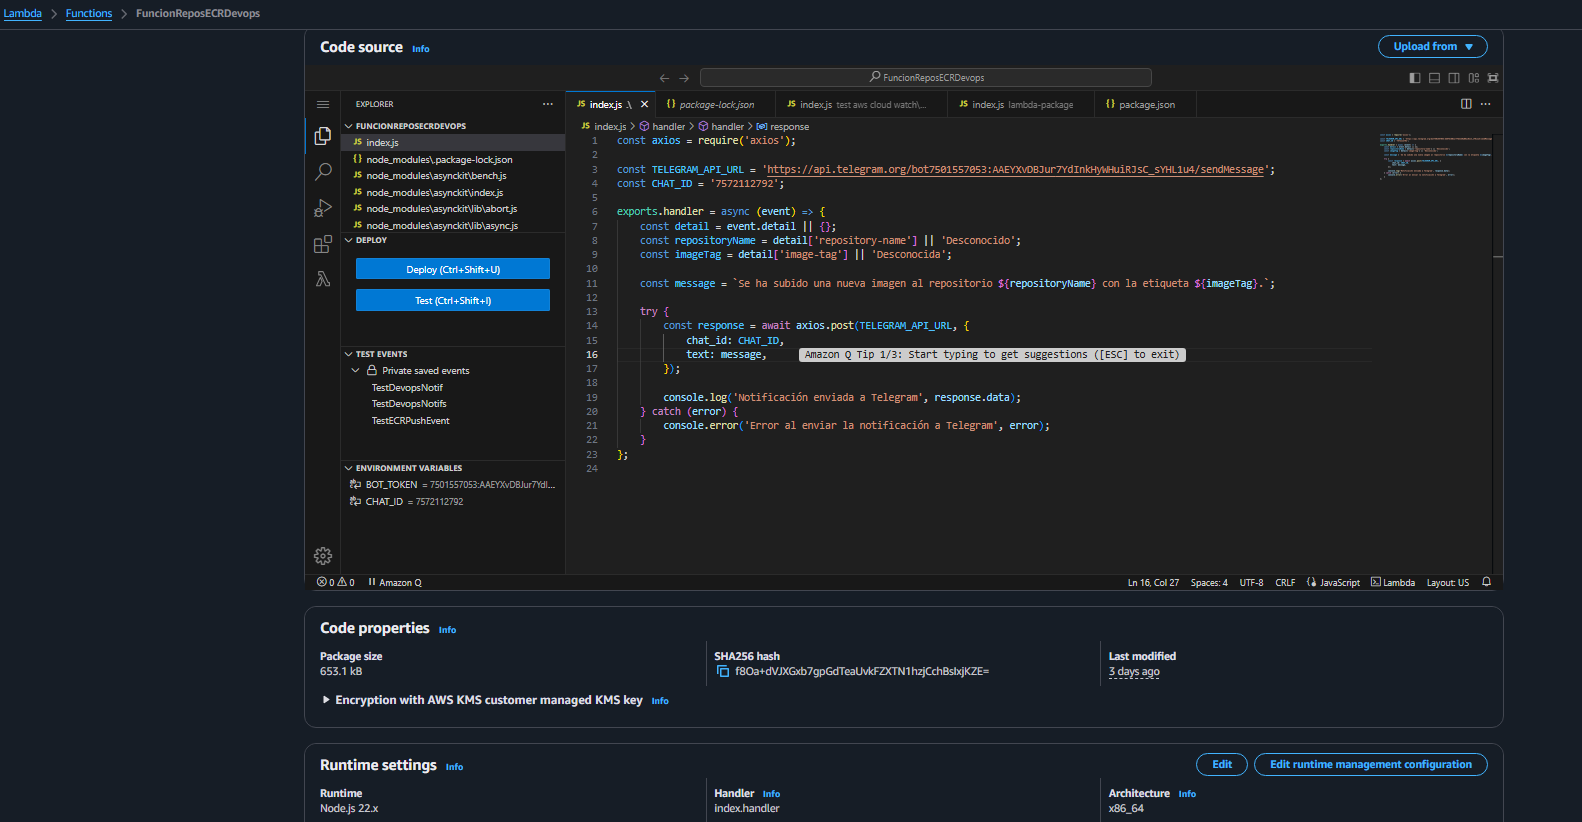 Lambda > Functions > FuncionReposECRDevops
Code source Info
Upload from
FuncionReposECRDevops
EXPLORER
FUNCIONREPOSECRDEVOPS
JS index.js
{} node_modules\.package-lock.json
JS node_modules\asynckit\bench.js
JS node_modules\asynckit\index.js
JS node_modules\asynckit\lib\abort.js
JS node_modules\asynckit\lib\async.js
DEPLOY
Deploy (Ctrl+Shift+U)
Test (Ctrl+Shift+I)
TEST EVENTS
Private saved events
TestDevopsNotif
TestDevopsNotifs
TestECRPushEvent
ENVIRONMENT VARIABLES
BOT_TOKEN = 7501557053:AAEYXvDBJur7YdI...
CHAT_ID = 7572112792
JS index.js .\ {} package-lock.json JS index.js test aws cloud watch\... JS index.js lambda-package {} package.json
JS index.js > handler > handler > response
1 const axios = require('axios');
2
3 const TELEGRAM_API_URL = 'https://api.telegram.org/bot7501557053:AAEYXvDBJur7YdInkHyWHuiRJsC_sYHL1u4/sendMessage';
4 const CHAT_ID = '7572112792';
5
6 exports.handler = async (event) => {
7 const detail = event.detail || {};
8 const repositoryName = detail['repository-name'] || 'Desconocido';
9 const imageTag = detail['image-tag'] || 'Desconocida';
10
11 const message = `Se ha subido una nueva imagen al repositorio ${repositoryName} con la etiqueta ${imageTag}.`;
12
13 try {
14 const response = await axios.post(TELEGRAM_API_URL, {
15 chat_id: CHAT_ID,
16 text: message, Amazon Q Tip 1/3: Start typing to get suggestions ([ESC] to exit)
17 });
18
19 console.log('Notificación enviada a Telegram', response.data);
20 } catch (error) {
21 console.error('Error al enviar la notificación a Telegram', error);
22 }
23 };
24
0 0 Amazon Q
Ln 16, Col 27 Spaces: 4 UTF-8 CRLF JavaScript Lambda Layout: US
Code properties Info
Package size
653.1 kB
SHA256 hash
f8Oa+dVJXGxb7gpGdTeaUvkFZXTN1hzjCchBsIxjKZE=
Last modified
3 days ago
Encryption with AWS KMS customer managed KMS key Info
Runtime settings Info
Edit
Edit runtime management configuration
Runtime
Node.js 22.x
Handler Info
index.handler
Architecture Info
x86_64